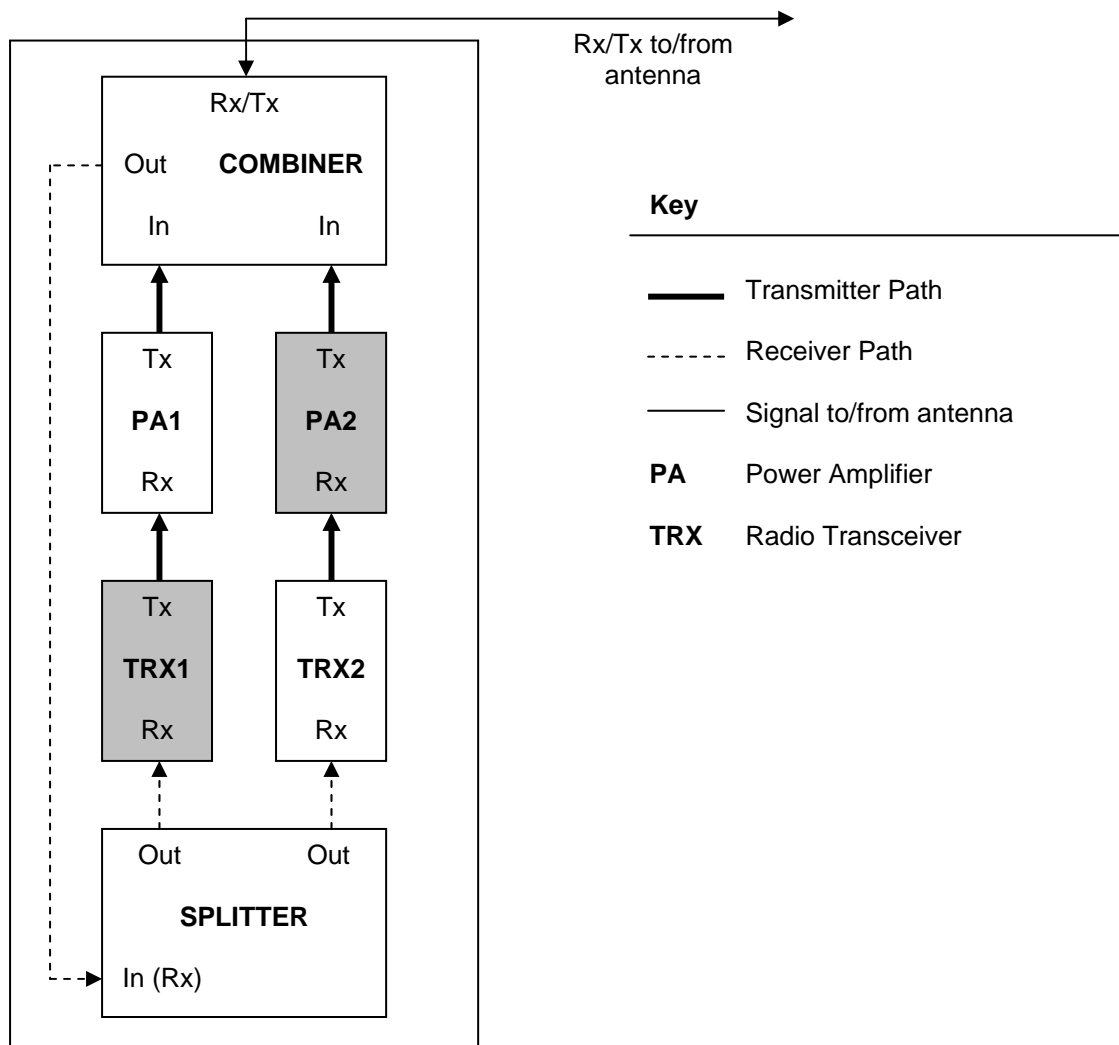 Rx/Tx to/from
antenna
Rx/Tx
Out COMBINER
In In
Tx Tx
PA1 PA2
Rx Rx
Tx Tx
TRX1 TRX2
Rx Rx
Out Out
SPLITTER
In (Rx)
Key
Transmitter Path
Receiver Path
Signal to/from antenna
PA Power Amplifier
TRX Radio Transceiver